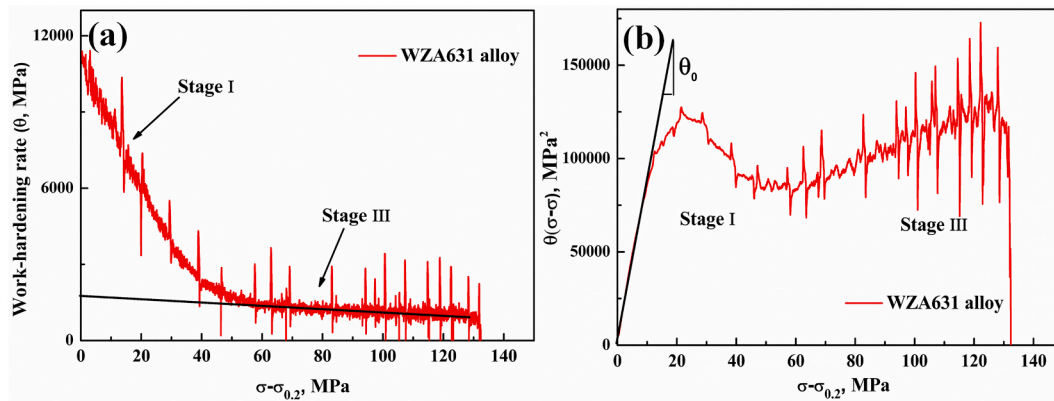 (a)
WZA631 alloy
Stage I
Stage III
Work-hardening rate (θ, MPa)
12000
6000
0
0 20 40 60 80 100 120 140
σ-σ0.2, MPa
(b)
θ0
Stage I
Stage III
WZA631 alloy
θ(σ-σ), MPa²
150000
100000
50000
0
0 20 40 60 80 100 120 140
σ-σ0.2, MPa